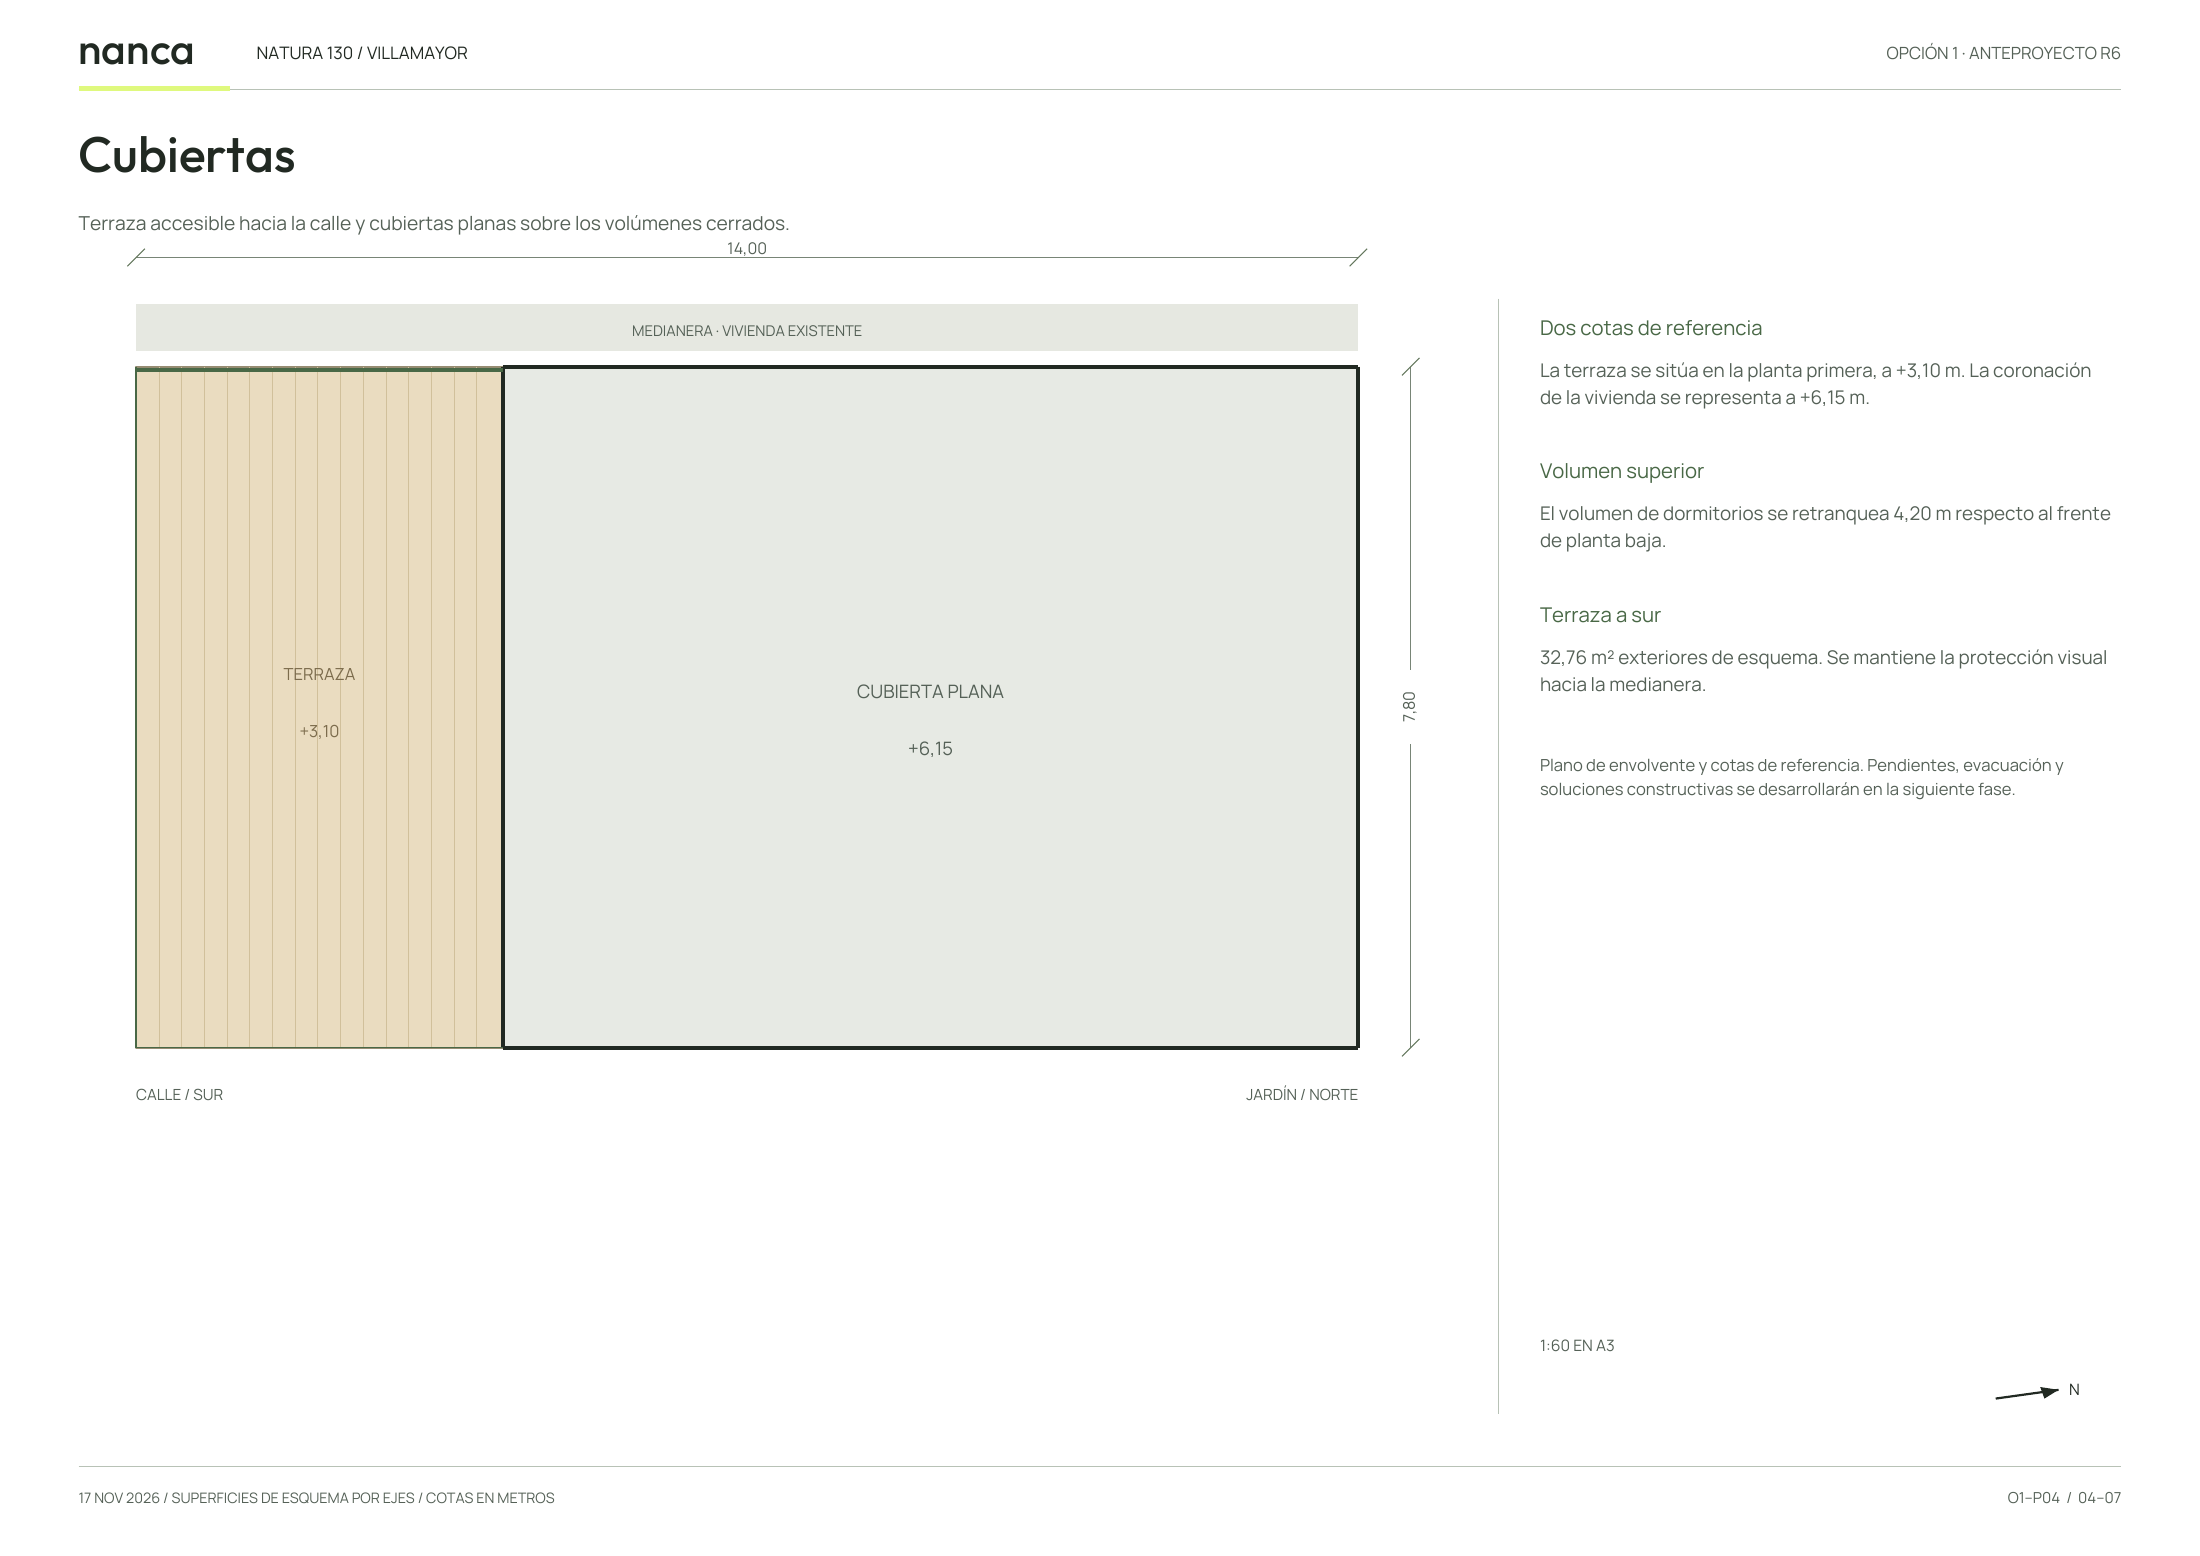 nanca
NATURA 130 / VILLAMAYOR
OPCIÓN 1 · ANTEPROYECTO R6
Cubiertas
Terraza accesible hacia la calle y cubiertas planas sobre los volúmenes cerrados.
14,00
MEDIANERA · VIVIENDA EXISTENTE
TERRAZA
+3,10
CUBIERTA PLANA
+6,15
7,80
CALLE / SUR
JARDÍN / NORTE
Dos cotas de referencia
La terraza se sitúa en la planta primera, a +3,10 m. La coronación
de la vivienda se representa a +6,15 m.
Volumen superior
El volumen de dormitorios se retranquea 4,20 m respecto al frente
de planta baja.
Terraza a sur
32,76 m² exteriores de esquema. Se mantiene la protección visual
hacia la medianera.
Plano de envolvente y cotas de referencia. Pendientes, evacuación y
soluciones constructivas se desarrollarán en la siguiente fase.
1:60 EN A3
N
17 NOV 2026 / SUPERFICIES DE ESQUEMA POR EJES / COTAS EN METROS
O1–P04 / 04–07